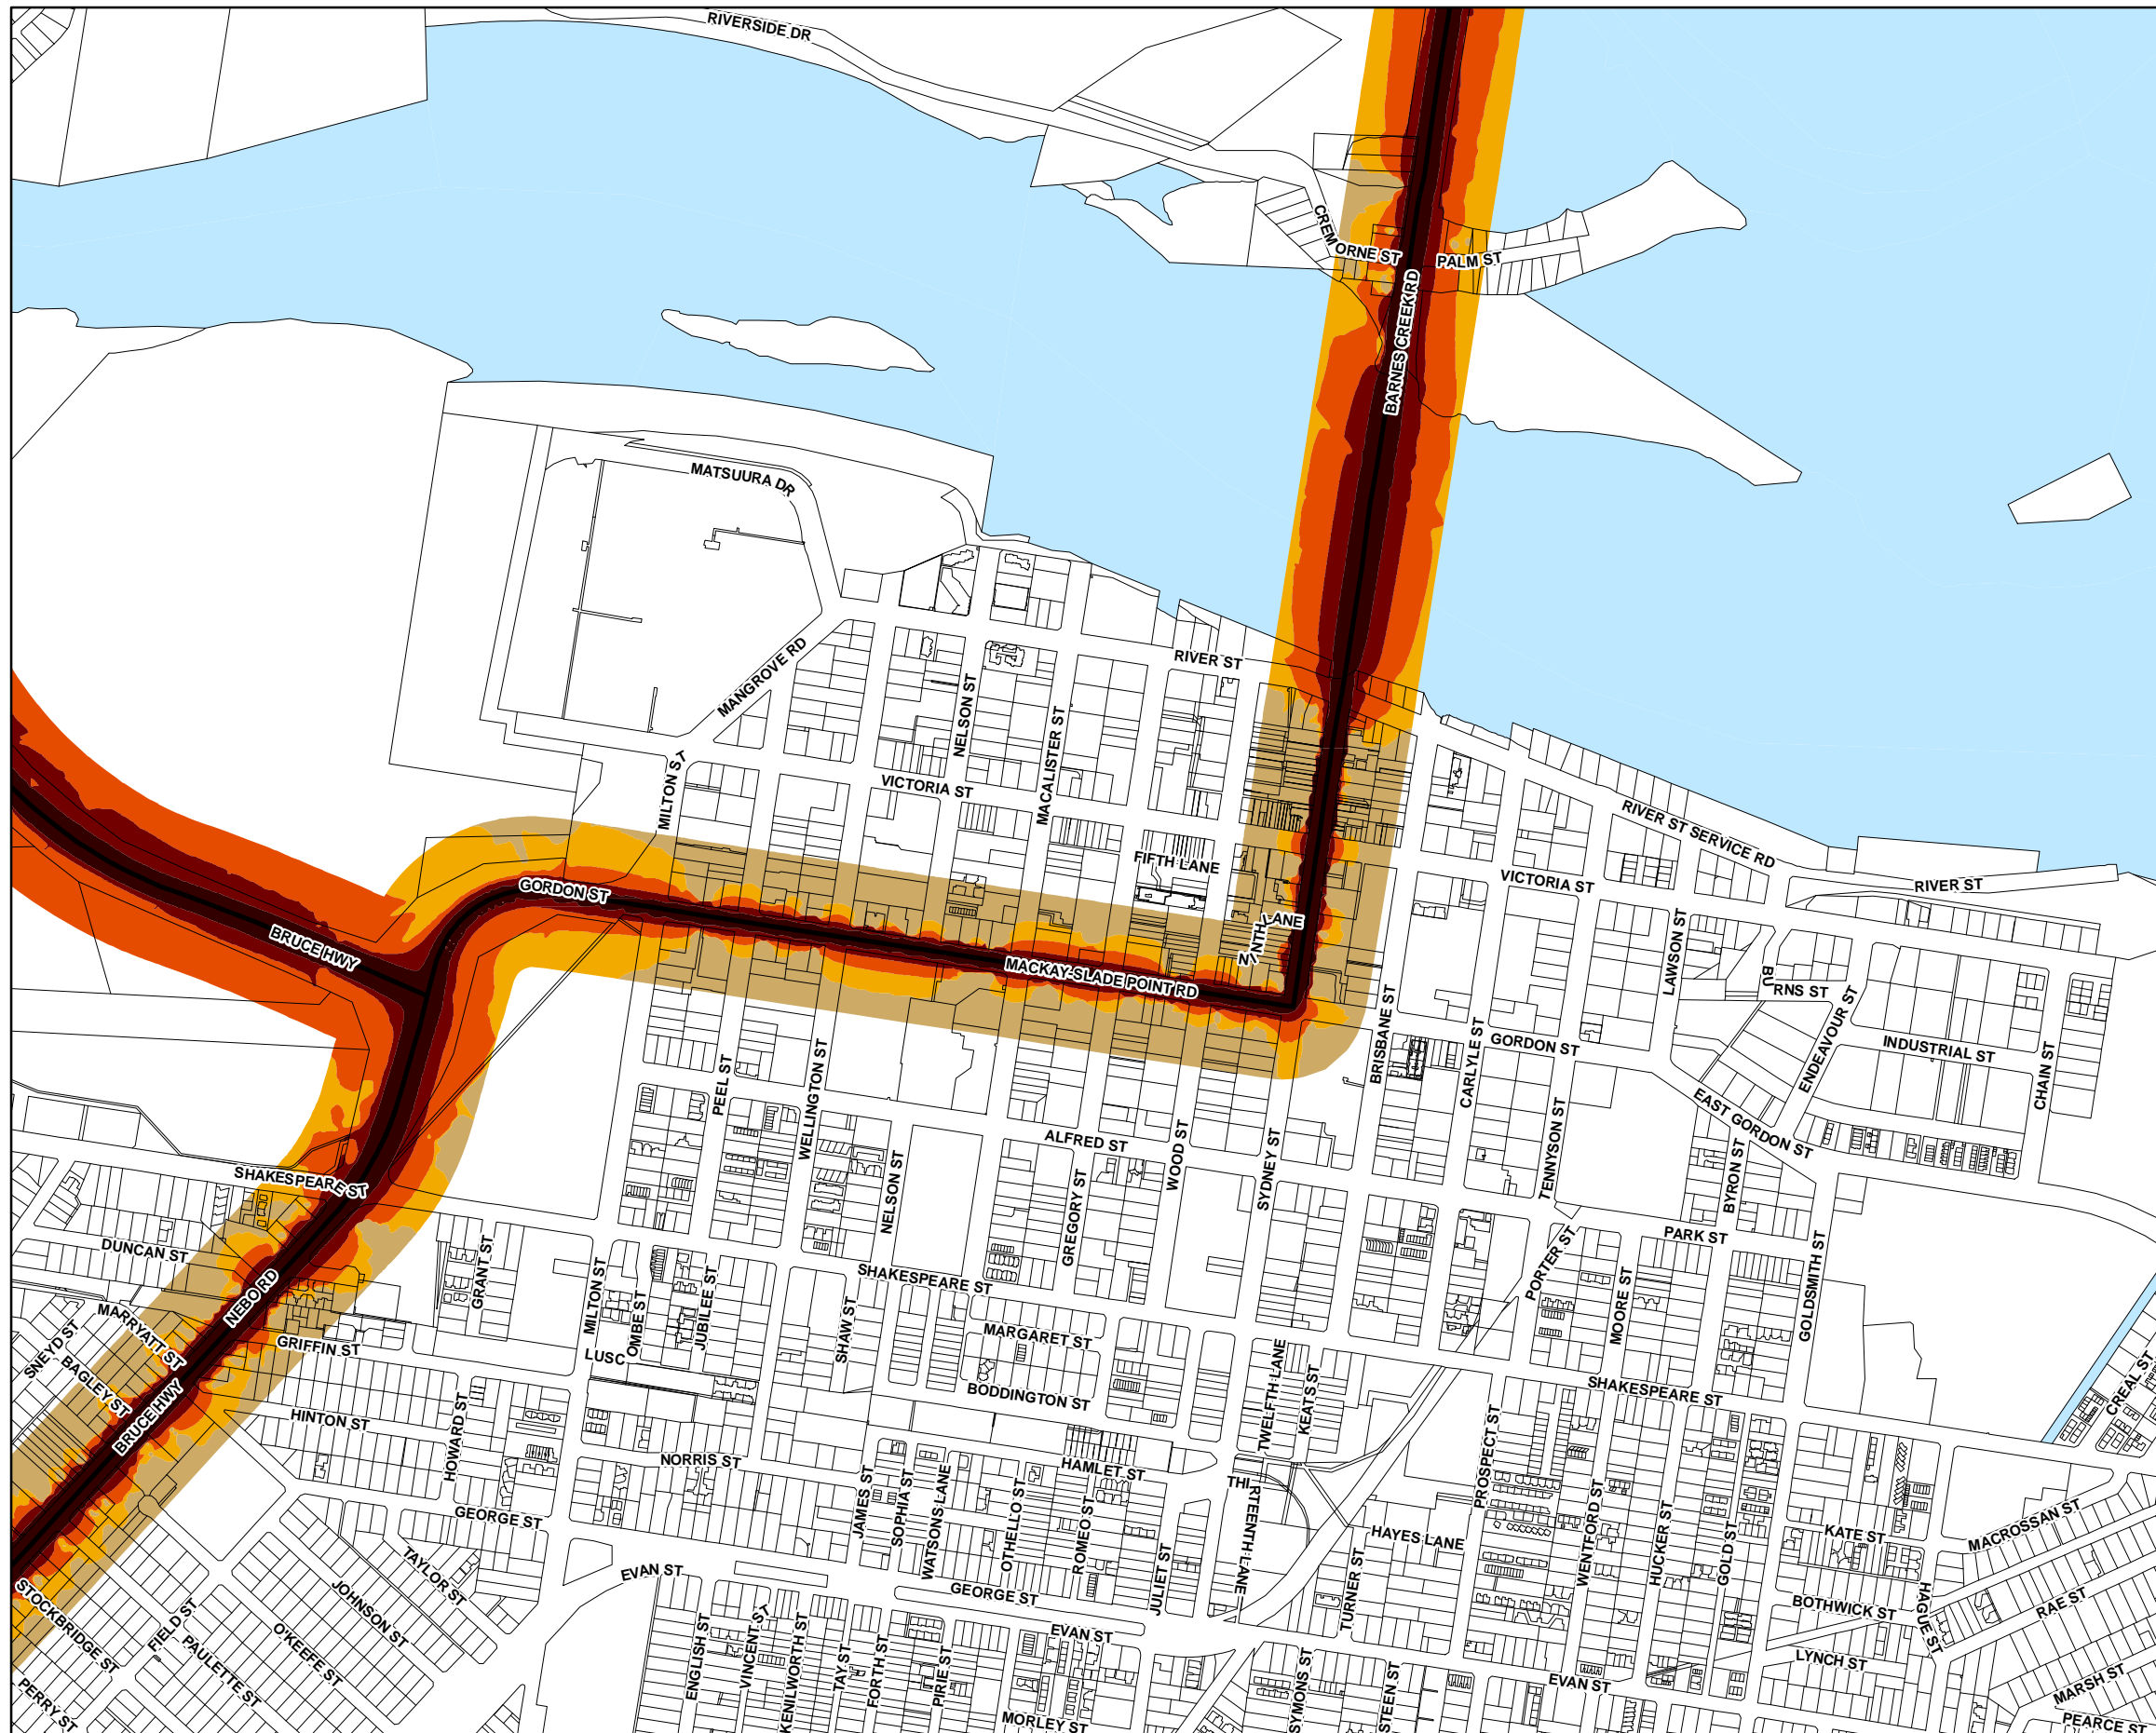 RIVERSIDE DR
CREMORNE ST
PALM ST
BARNES CREEK RD
MATSUURA DR
RIVER ST
MANGROVE RD
NELSON ST
MACALISTER ST
MILTON ST
VICTORIA ST
RIVER ST SERVICE RD
FIFTH LANE
VICTORIA ST
RIVER ST
GORDON ST
NINTH LANE
LAWSON ST
BRUCE HWY
MACKAY-SLADE POINT RD
BURNS ST
BRISBANE ST
ENDEAVOUR ST
GORDON ST
INDUSTRIAL ST
CARLYLE ST
CHAIN ST
PEEL ST
WELLINGTON ST
EAST GORDON ST
ALFRED ST
TENNYSON ST
WOOD ST
SYDNEY ST
BYRON ST
SHAKESPEARE ST
NELSON ST
GREGORY ST
PARK ST
DUNCAN ST
GRANT ST
PORTER ST
GOLDSMITH ST
NEBO RD
MILTON ST
SHAKESPEARE ST
MOORE ST
MARRYATT ST
JUBILEE ST
LUSCOMBE ST
SHAW ST
MARGARET ST
GRIFFIN ST
SNEYD ST
BAGLEY ST
TWELFTH LANE
KEATS ST
SHAKESPEARE ST
CREAL ST
BODDINGTON ST
BRUCE HWY
HINTON ST
HOWARD ST
PROSPECT ST
NORRIS ST
HAMLET ST
THIRTEENTH LANE
JAMES ST
SOPHIA ST
WATSONS LANE
OTHELLO ST
ROMEO ST
GEORGE ST
HAYES LANE
WENTFORD ST
HUCKER ST
GOLD ST
KATE ST
MACROSSAN ST
TAYLOR ST
EVAN ST
JULIET ST
TURNER ST
GEORGE ST
STOCKBRIDGE ST
JOHNSON ST
BOTHWICK ST
HAGUE ST
RAE ST
FIELD ST
O'KEEFE ST
PAULETTE ST
EVAN ST
ENGLISH ST
VINCENT ST
KENILWORTH ST
TAY ST
FORTH ST
PIRIE ST
LYNCH ST
EVAN ST
MARSH ST
PERRY ST
SYMONS ST
STEEN ST
MORLEY ST
PEARCE ST